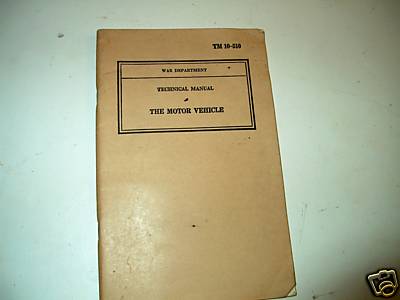 TM 10-510
WAR DEPARTMENT
TECHNICAL MANUAL
THE MOTOR VEHICLE